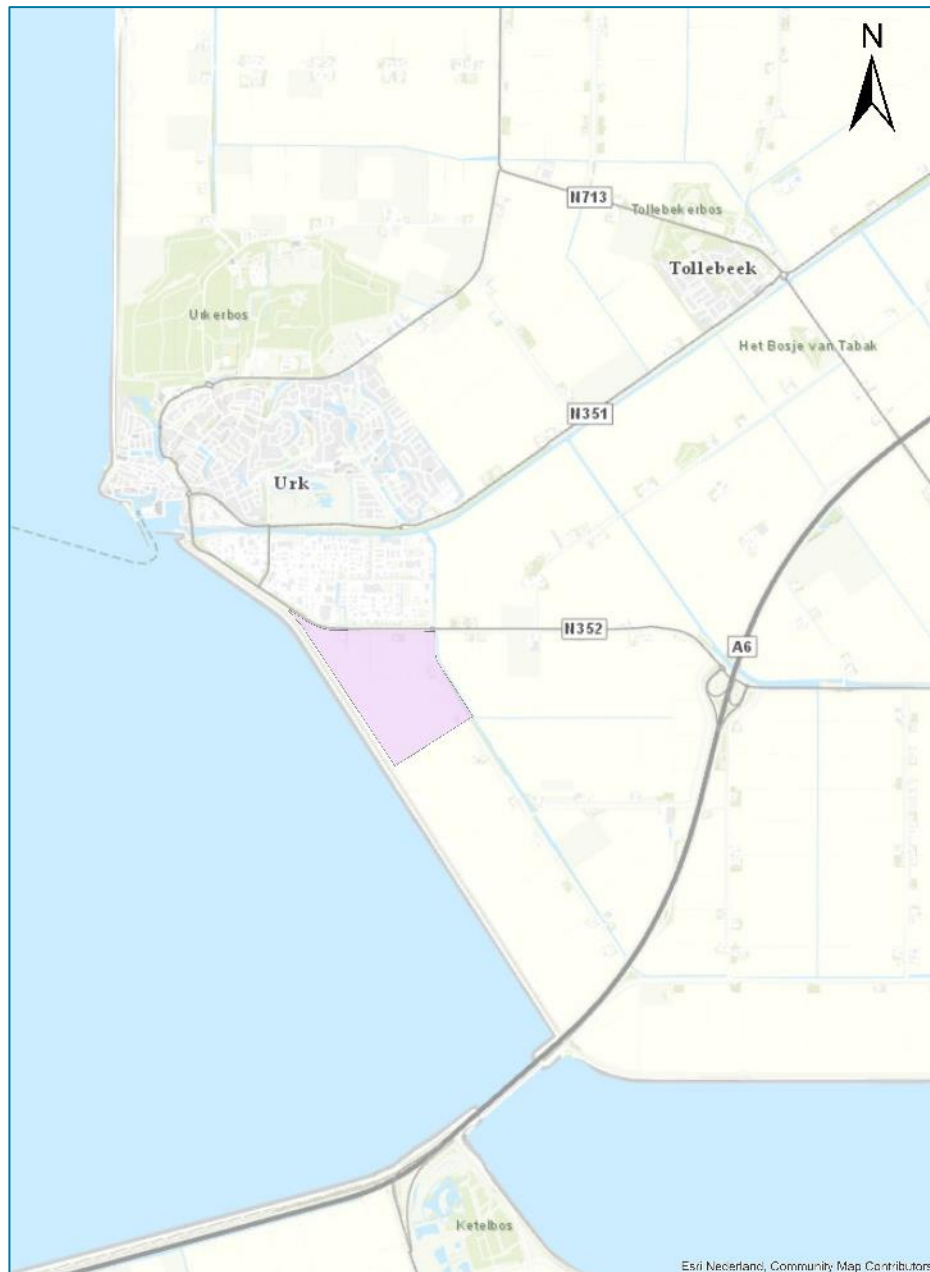 N
N713
Tollebekerbos
Tollebeek
Urkerbos
Het Bosje van Tabak
N351
Urk
N352
A6
Ketelbos
Esri Nederland, Community Map Contributors